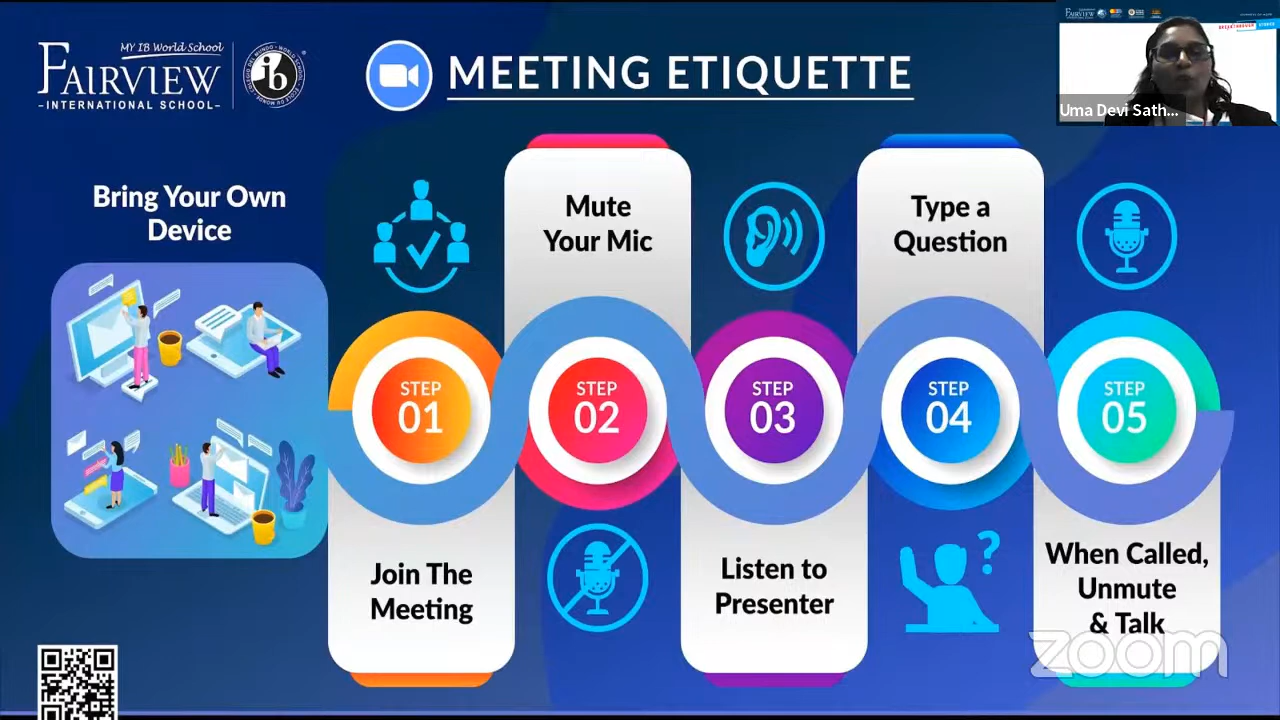 MY IB World School
FAIRVIEW
-INTERNATIONAL SCHOOL-
ib
MEETING ETIQUETTE
Uma Devi Sath...
Bring Your Own
Device
Mute
Your Mic
Type a
Question
STEP
01
STEP
02
STEP
03
STEP
04
STEP
05
Join The
Meeting
Listen to
Presenter
When Called,
Unmute
& Talk
zoom